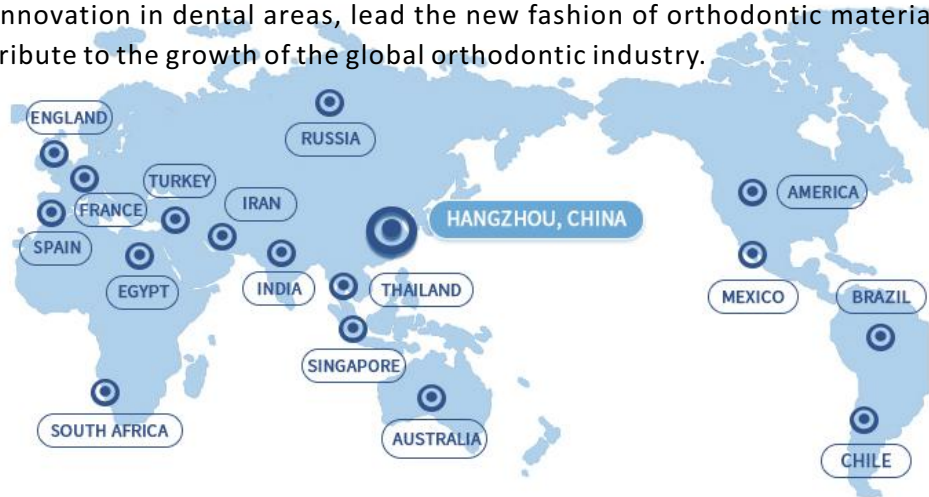 nnovation in dental areas, lead the new fashion of orthodontic materia
ribute to the growth of the global orthodontic industry.
ENGLAND
RUSSIA
TURKEY
FRANCE
IRAN
AMERICA
HANGZHOU, CHINA
SPAIN
EGYPT
INDIA
THAILAND
MEXICO
BRAZIL
SINGAPORE
SOUTH AFRICA
AUSTRALIA
CHILE